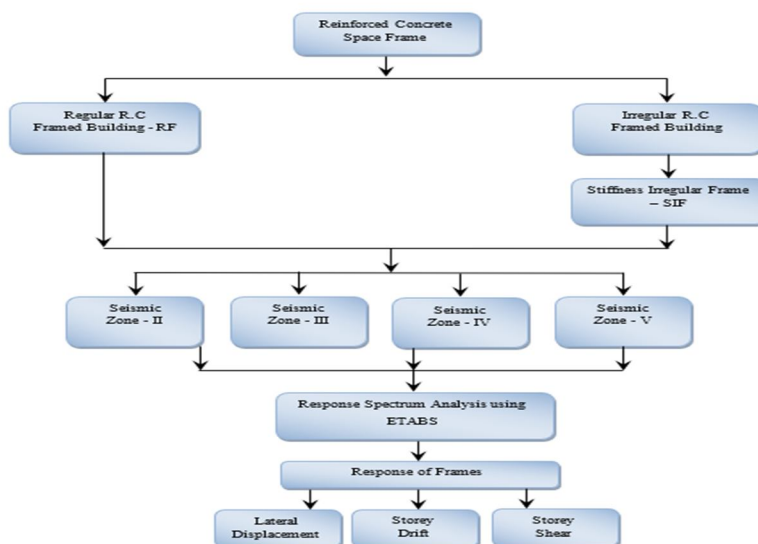 Reinforced Concrete
Space Frame
Regular R.C
Framed Building - RF
Irregular R.C
Framed Building
Stiffness Irregular Frame
– SIF
Seismic
Zone - II
Seismic
Zone - III
Seismic
Zone - IV
Seismic
Zone - V
Response Spectrum Analysis using
ETABS
Response of Frames
Lateral
Displacement
Storey
Drift
Storey
Shear